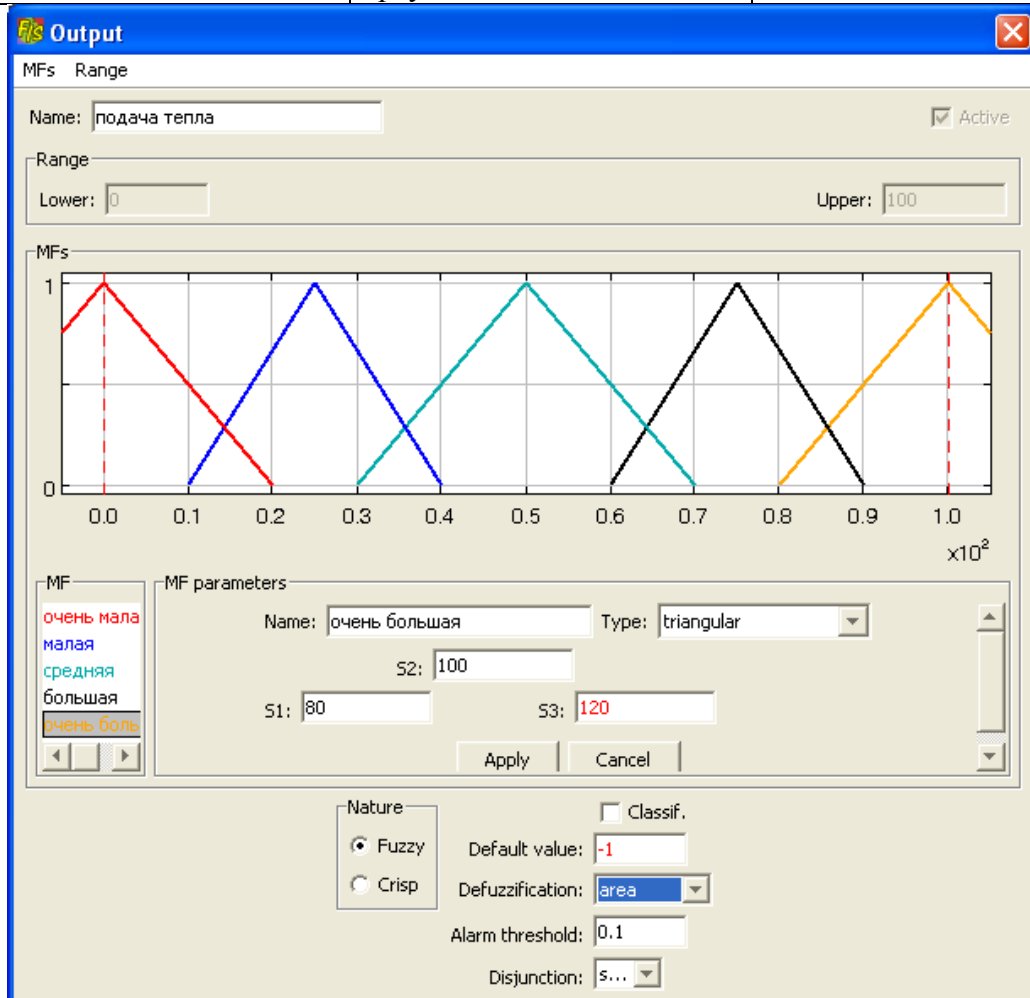 Output
MFs Range
Name: подача тепла Active
Range
Lower: 0 Upper: 100
MFs
1
0
0.0 0.1 0.2 0.3 0.4 0.5 0.6 0.7 0.8 0.9 1.0
x10²
MF MF parameters
очень мала Name: очень большая Type: triangular
малая
средняя S2: 100
большая S1: 80 S3: 120
очень боль
Apply Cancel
Nature Classif.
Fuzzy Default value: -1
Crisp Defuzzification: area
Alarm threshold: 0.1
Disjunction: s...